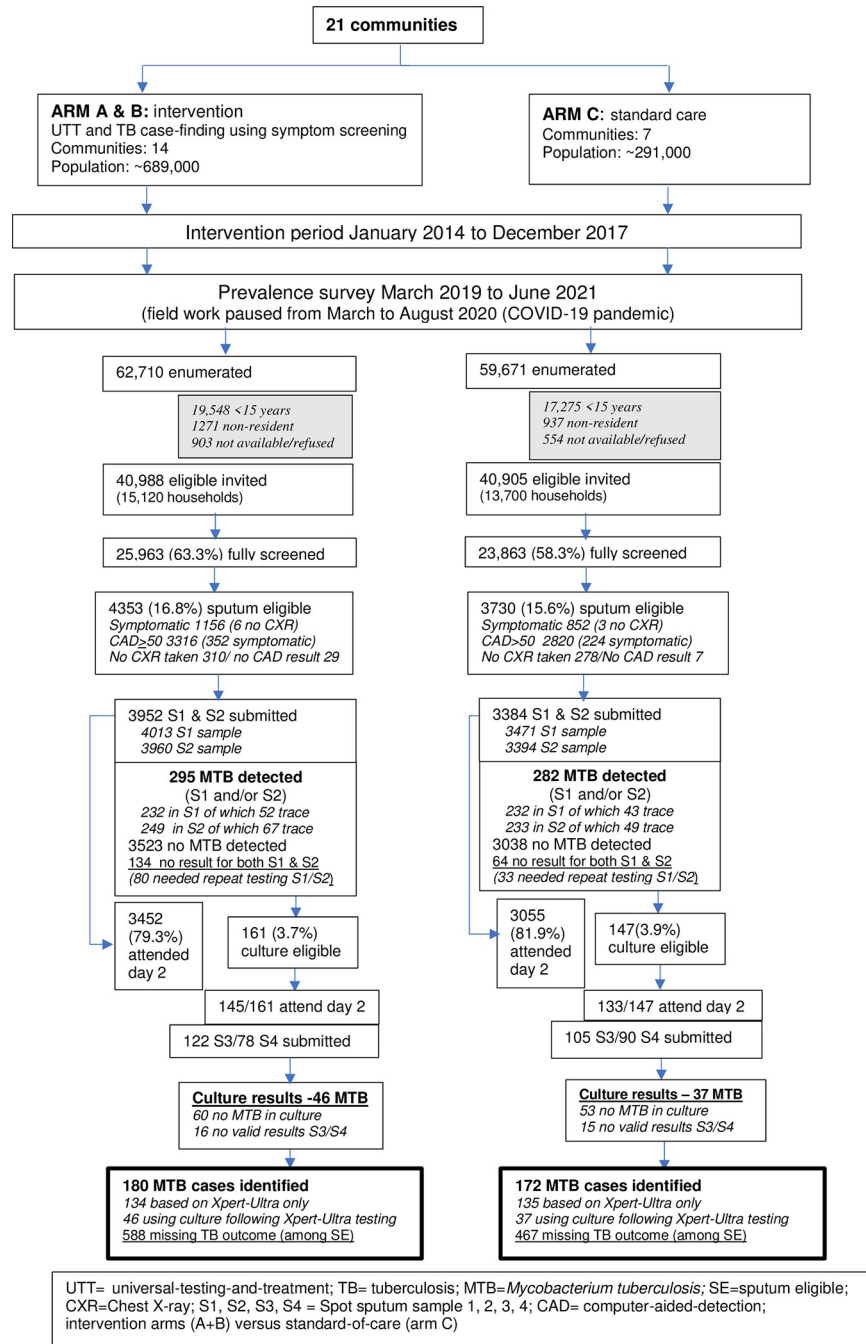 21 communities
ARM A & B: intervention
UTT and TB case-finding using symptom screening
Communities: 14
Population: ~689,000
ARM C: standard care
Communities: 7
Population: ~291,000
Intervention period January 2014 to December 2017
Prevalence survey March 2019 to June 2021
(field work paused from March to August 2020 (COVID-19 pandemic)
62,710 enumerated
19,548 <15 years
1271 non-resident
903 not available/refused
40,988 eligible invited
(15,120 households)
25,963 (63.3%) fully screened
4353 (16.8%) sputum eligible
Symptomatic 1156 (6 no CXR)
CAD≥50 3316 (352 symptomatic)
No CXR taken 310/ no CAD result 29
3952 S1 & S2 submitted
4013 S1 sample
3960 S2 sample
295 MTB detected
(S1 and/or S2)
232 in S1 of which 52 trace
249 in S2 of which 67 trace
3523 no MTB detected
134 no result for both S1 & S2
(80 needed repeat testing S1/S2)
3452
(79.3%)
attended
day 2
161 (3.7%)
culture eligible
145/161 attend day 2
122 S3/78 S4 submitted
Culture results -46 MTB
60 no MTB in culture
16 no valid results S3/S4
180 MTB cases identified
134 based on Xpert-Ultra only
46 using culture following Xpert-Ultra testing
588 missing TB outcome (among SE)
59,671 enumerated
17,275 <15 years
937 non-resident
554 not available/refused
40,905 eligible invited
(13,700 households)
23,863 (58.3%) fully screened
3730 (15.6%) sputum eligible
Symptomatic 852 (3 no CXR)
CAD>50 2820 (224 symptomatic)
No CXR taken 278/No CAD result 7
3384 S1 & S2 submitted
3471 S1 sample
3394 S2 sample
282 MTB detected
(S1 and/or S2)
232 in S1 of which 43 trace
233 in S2 of which 49 trace
3038 no MTB detected
64 no result for both S1 & S2
(33 needed repeat testing S1/S2)
3055
(81.9%)
attended
day 2
147(3.9%)
culture eligible
133/147 attend day 2
105 S3/90 S4 submitted
Culture results – 37 MTB
53 no MTB in culture
15 no valid results S3/S4
172 MTB cases identified
135 based on Xpert-Ultra only
37 using culture following Xpert-Ultra testing
467 missing TB outcome (among SE)
UTT= universal-testing-and-treatment; TB= tuberculosis; MTB=Mycobacterium tuberculosis; SE=sputum eligible;
CXR=Chest X-ray; S1, S2, S3, S4 = Spot sputum sample 1, 2, 3, 4; CAD= computer-aided-detection;
intervention arms (A+B) versus standard-of-care (arm C)